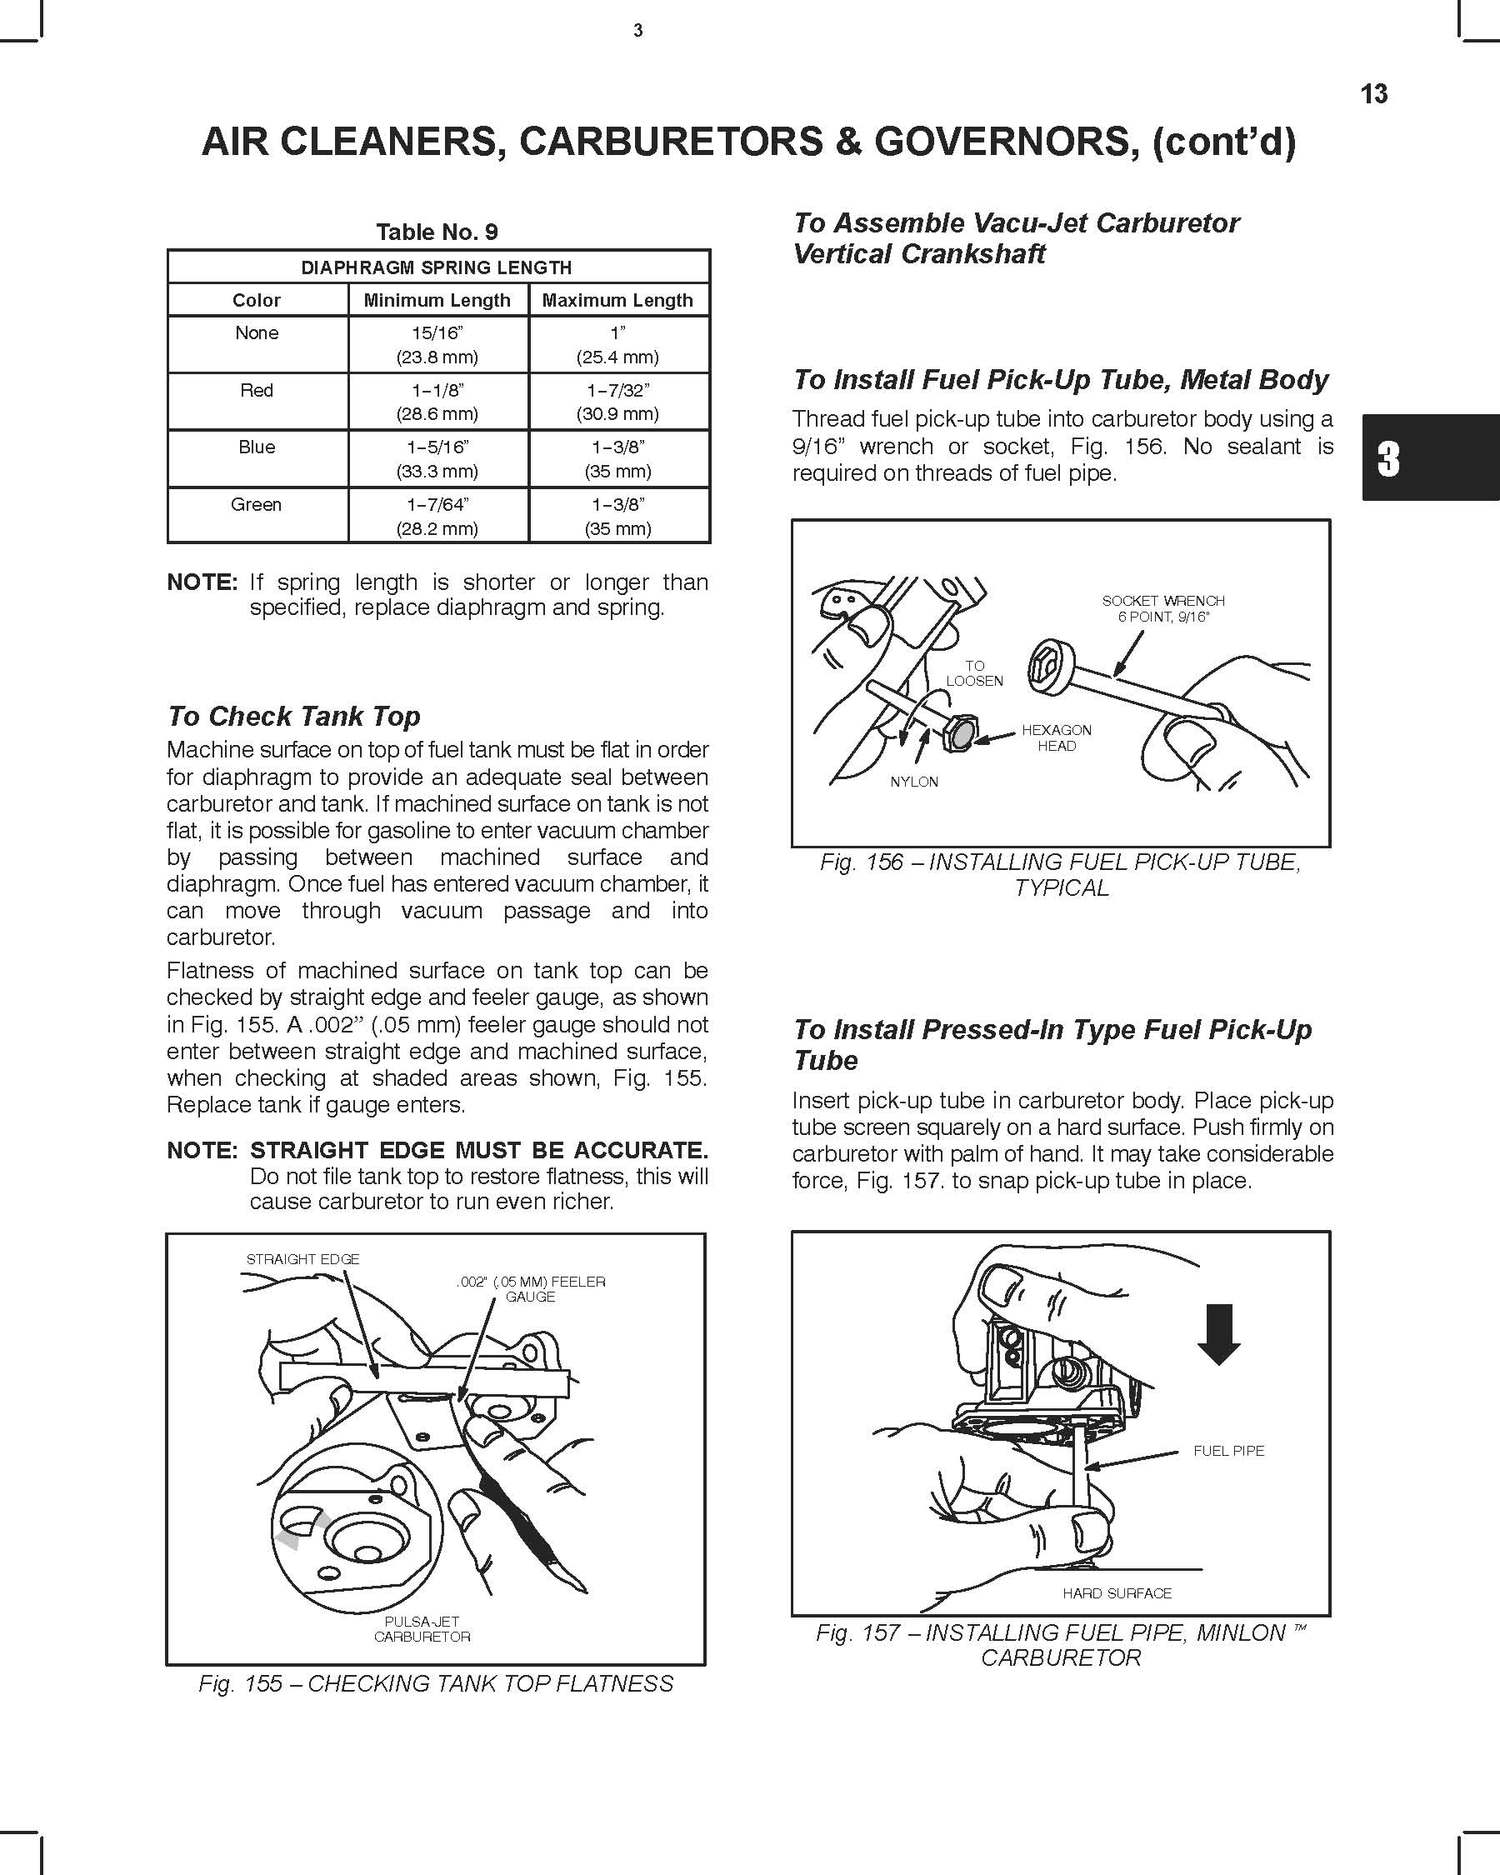 3
13
AIR CLEANERS, CARBURETORS & GOVERNORS, (cont’d)
Table No. 9
DIAPHRAGM SPRING LENGTH
Color Minimum Length Maximum Length
None 15/16” 1”
(23.8 mm) (25.4 mm)
Red 1–1/8” 1–7/32”
(28.6 mm) (30.9 mm)
Blue 1–5/16” 1–3/8”
(33.3 mm) (35 mm)
Green 1–7/64” 1–3/8”
(28.2 mm) (35 mm)
NOTE: If spring length is shorter or longer than
specified, replace diaphragm and spring.
To Check Tank Top
Machine surface on top of fuel tank must be flat in order
for diaphragm to provide an adequate seal between
carburetor and tank. If machined surface on tank is not
flat, it is possible for gasoline to enter vacuum chamber
by passing between machined surface and
diaphragm. Once fuel has entered vacuum chamber, it
can move through vacuum passage and into
carburetor.
Flatness of machined surface on tank top can be
checked by straight edge and feeler gauge, as shown
in Fig. 155. A .002” (.05 mm) feeler gauge should not
enter between straight edge and machined surface,
when checking at shaded areas shown, Fig. 155.
Replace tank if gauge enters.
NOTE: STRAIGHT EDGE MUST BE ACCURATE.
Do not file tank top to restore flatness, this will
cause carburetor to run even richer.
STRAIGHT EDGE
.002" (.05 MM) FEELER
GAUGE
PULSA-JET
CARBURETOR
Fig. 155 – CHECKING TANK TOP FLATNESS
To Assemble Vacu-Jet Carburetor
Vertical Crankshaft
To Install Fuel Pick-Up Tube, Metal Body
Thread fuel pick-up tube into carburetor body using a
9/16” wrench or socket, Fig. 156. No sealant is
required on threads of fuel pipe.
3
SOCKET WRENCH
6 POINT, 9/16"
TO
LOOSEN
HEXAGON
HEAD
NYLON
Fig. 156 – INSTALLING FUEL PICK-UP TUBE,
TYPICAL
To Install Pressed-In Type Fuel Pick-Up
Tube
Insert pick-up tube in carburetor body. Place pick-up
tube screen squarely on a hard surface. Push firmly on
carburetor with palm of hand. It may take considerable
force, Fig. 157. to snap pick-up tube in place.
FUEL PIPE
HARD SURFACE
Fig. 157 – INSTALLING FUEL PIPE, MINLON ™
CARBURETOR